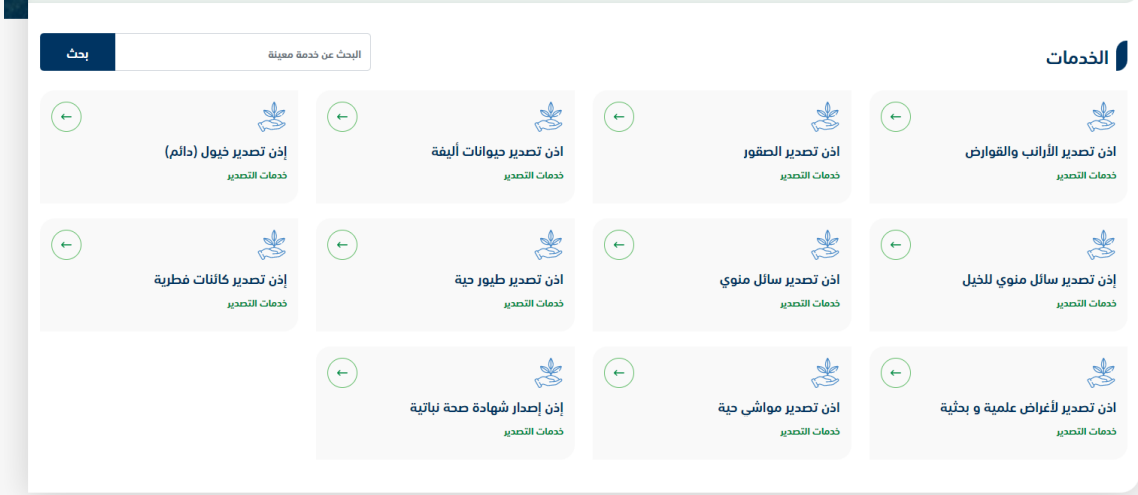 الخدمات
البحث عن خدمة معينة
بحث
اذن تصدير الأرانب والقوارض
خدمات التصدير
اذن تصدير الصقور
خدمات التصدير
اذن تصدير حيوانات أليفة
خدمات التصدير
إذن تصدير خيول (دائم)
خدمات التصدير
إذن تصدير سائل منوي للخيل
خدمات التصدير
اذن تصدير سائل منوي
خدمات التصدير
اذن تصدير طيور حية
خدمات التصدير
إذن تصدير كائنات فطرية
خدمات التصدير
اذن تصدير لأغراض علمية و بحثية
خدمات التصدير
اذن تصدير مواشى حية
خدمات التصدير
إذن إصدار شهادة صحة نباتية
خدمات التصدير